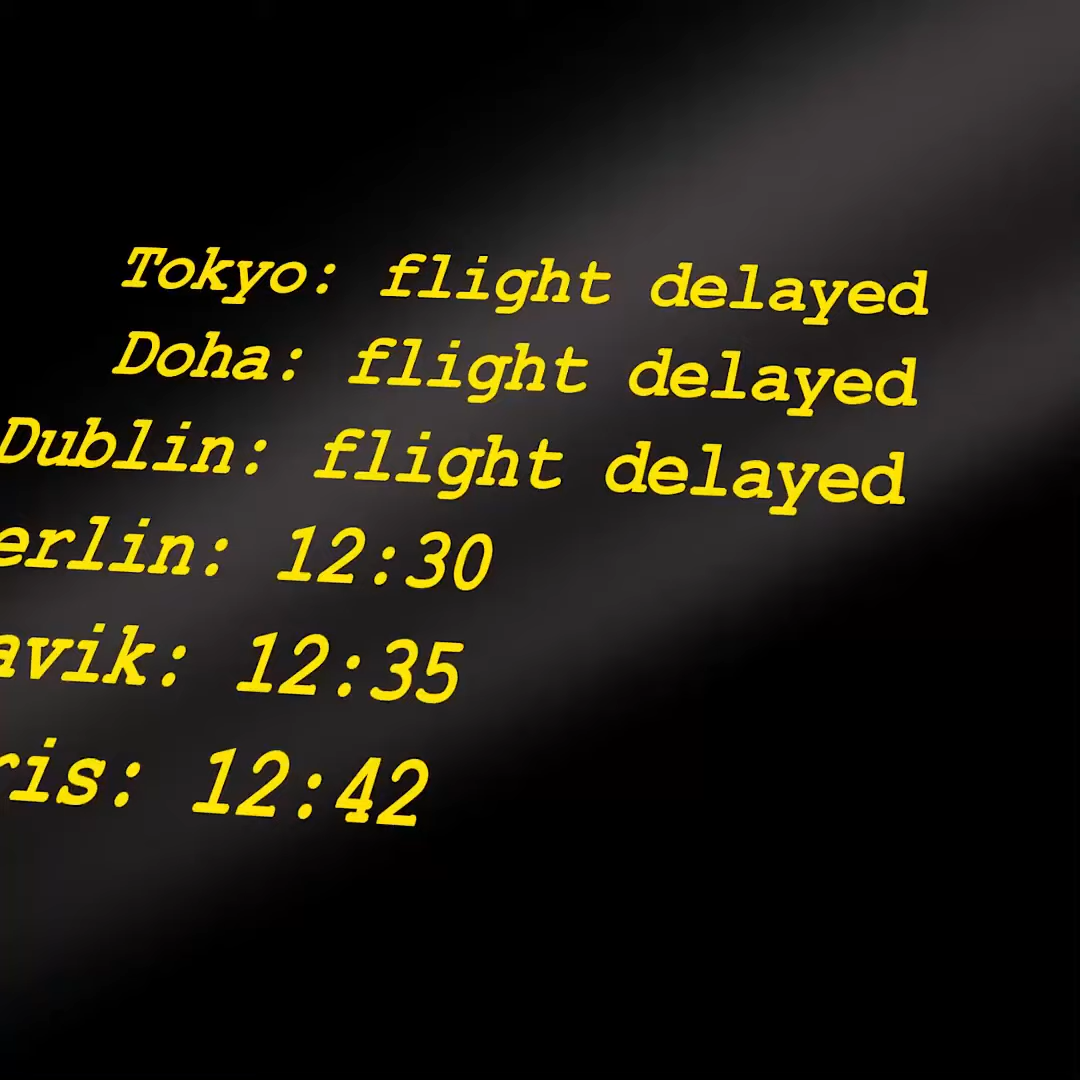 Tokyo: flight delayed
Doha: flight delayed
Dublin: flight delayed
erlin: 12:30
avik: 12:35
ris: 12:42